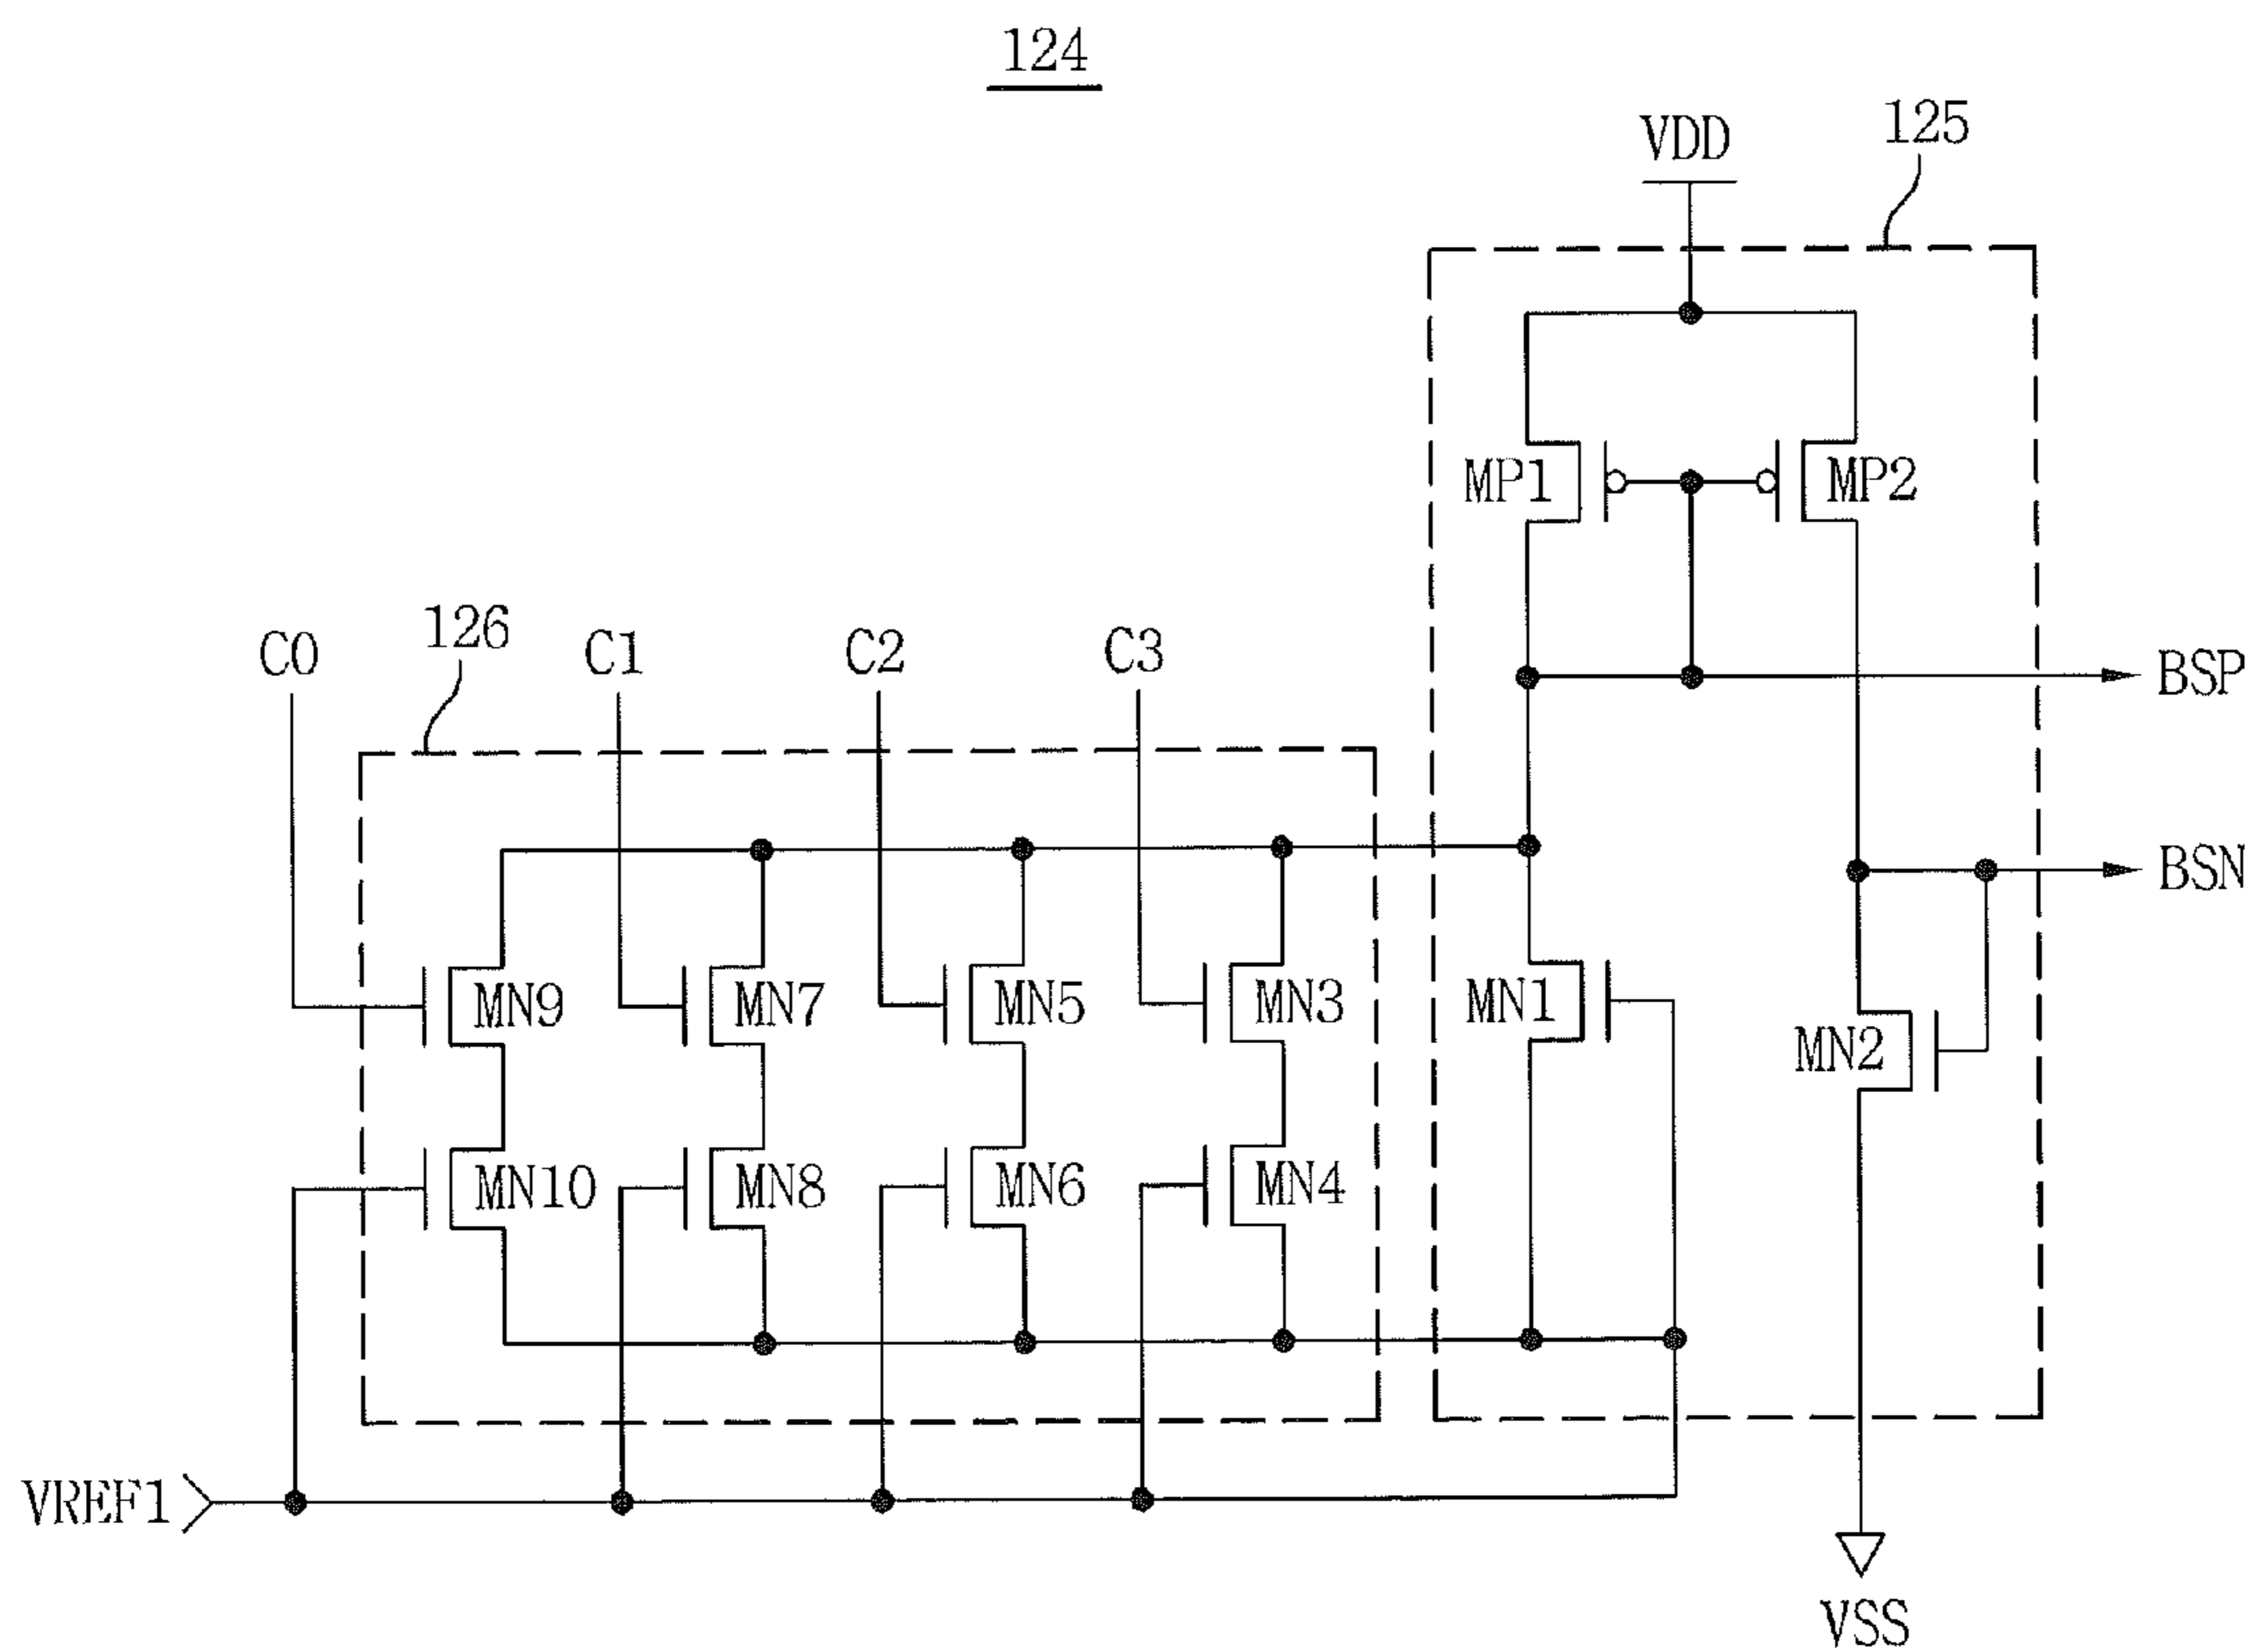 124
VDD
125
MP1
MP2
126
C0
C1
C2
C3
BSP
BSN
MN9
MN7
MN5
MN3
MN1
MN2
MN10
MN8
MN6
MN4
VREF1
VSS